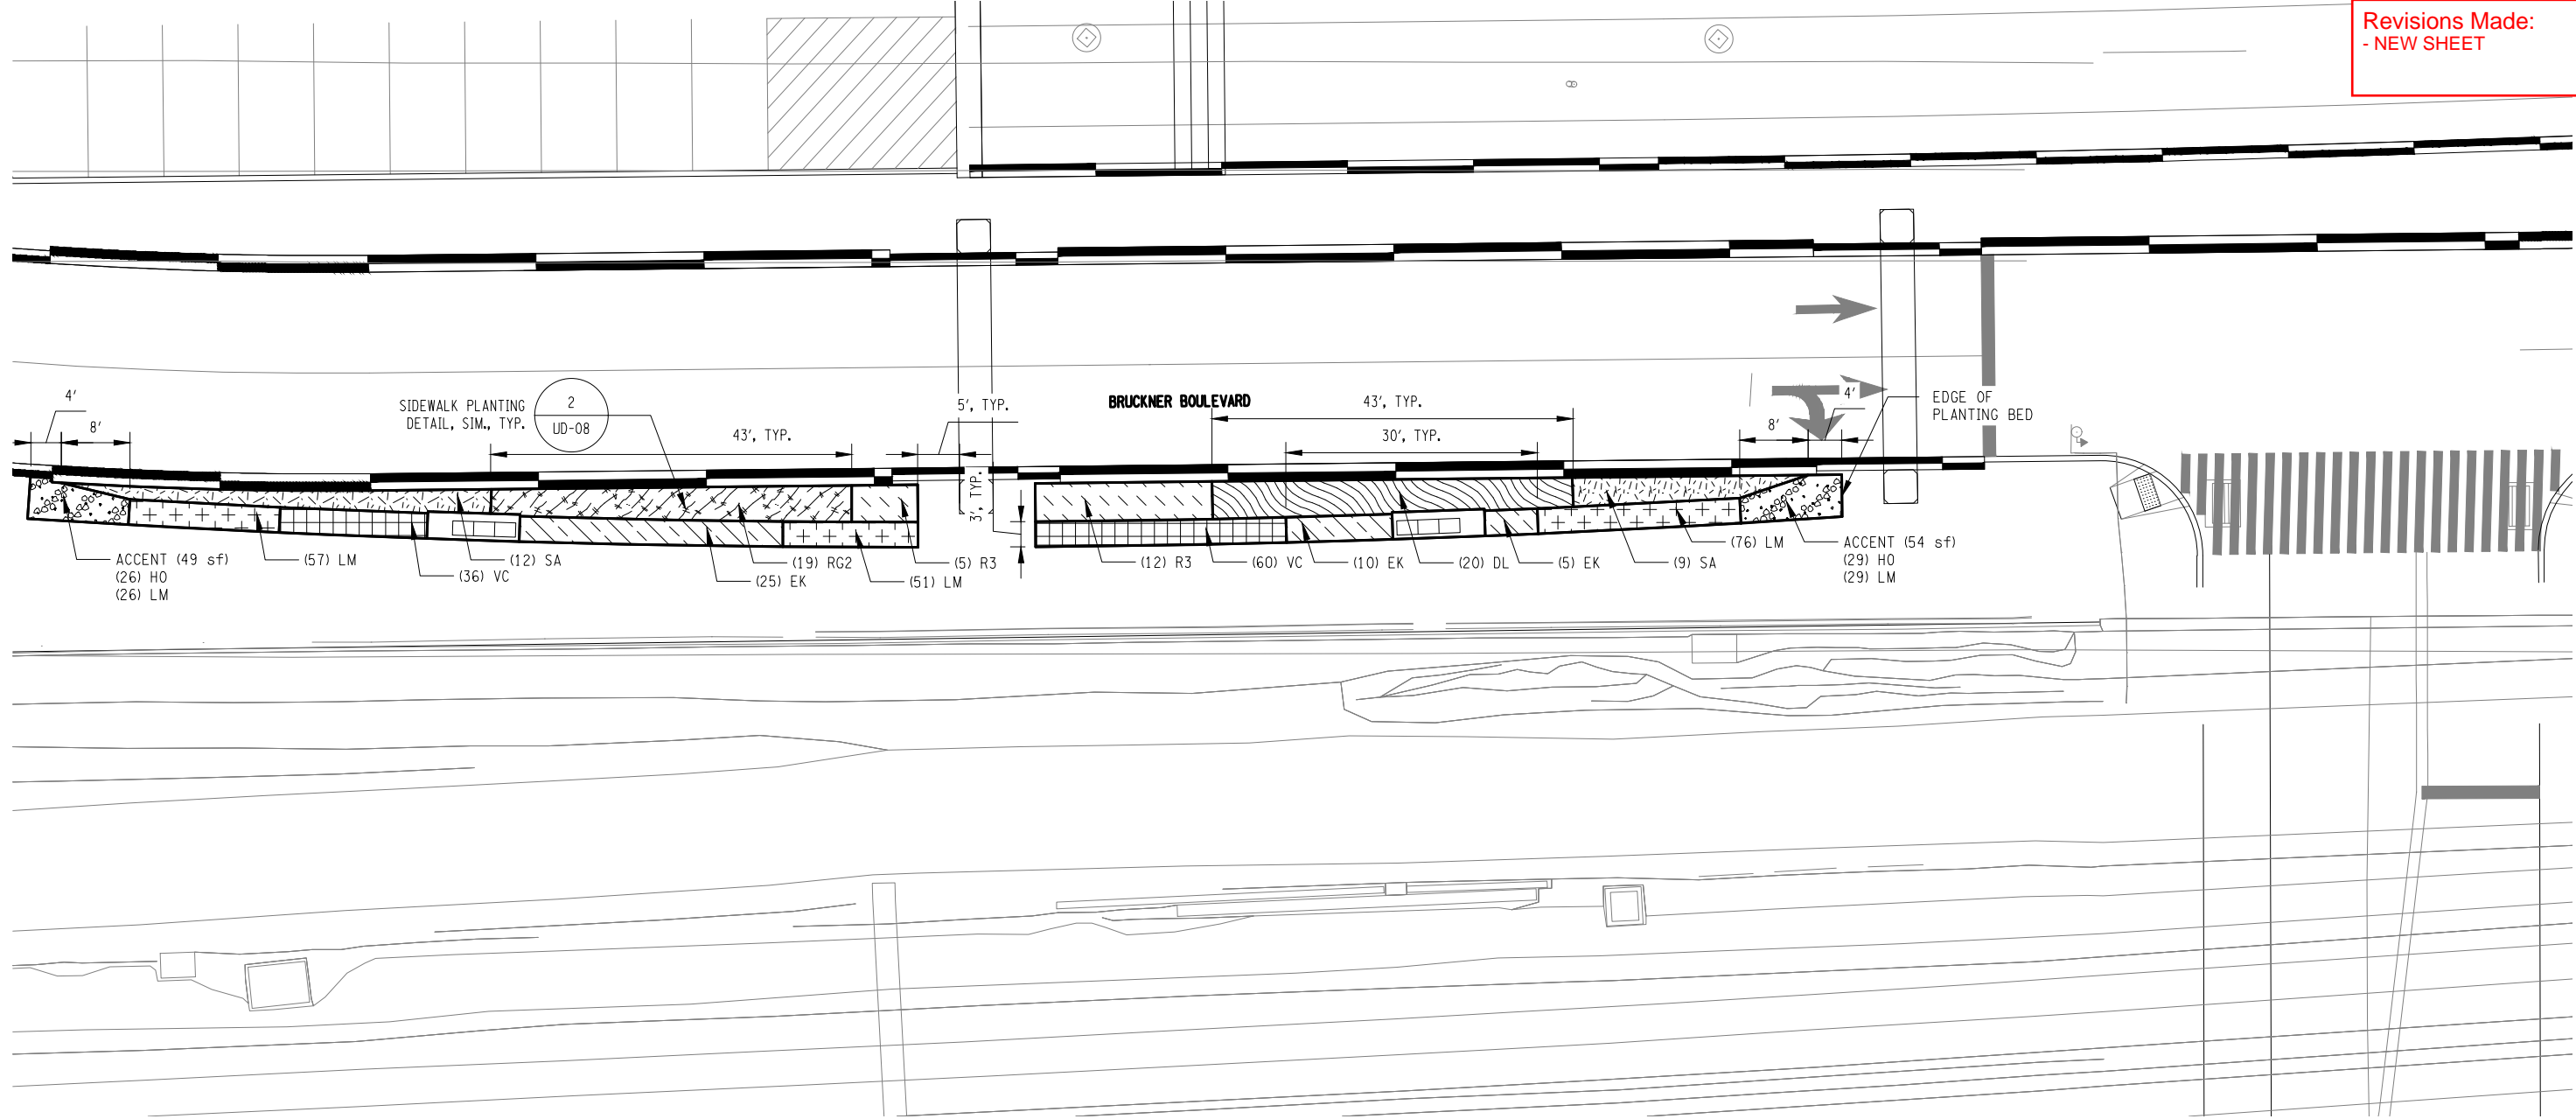 Revisions Made:
- NEW SHEET
4'
8'
SIDEWALK PLANTING
DETAIL, SIM., TYP.
2
UD-08
43', TYP.
5', TYP.
3', TYP.
BRUCKNER BOULEVARD
43', TYP.
30', TYP.
8'
4'
EDGE OF
PLANTING BED
ACCENT (49 sf)
(26) HO
(26) LM
(57) LM
(36) VC
(12) SA
(25) EK
(19) RG2
(51) LM
(5) R3
(12) R3
(60) VC
(10) EK
(20) DL
(5) EK
(9) SA
(76) LM
ACCENT (54 sf)
(29) HO
(29) LM